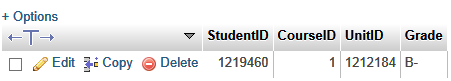 + Options
StudentID CourseID UnitID Grade
Edit Copy Delete 1219460 1 1212184 B-